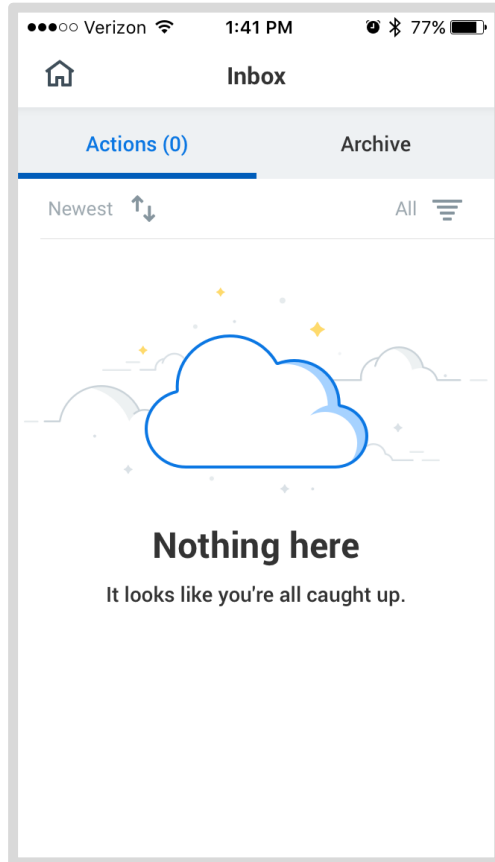 Verizon 1:41 PM 77%
Inbox
Actions (0) Archive
Newest All
Nothing here
It looks like you're all caught up.